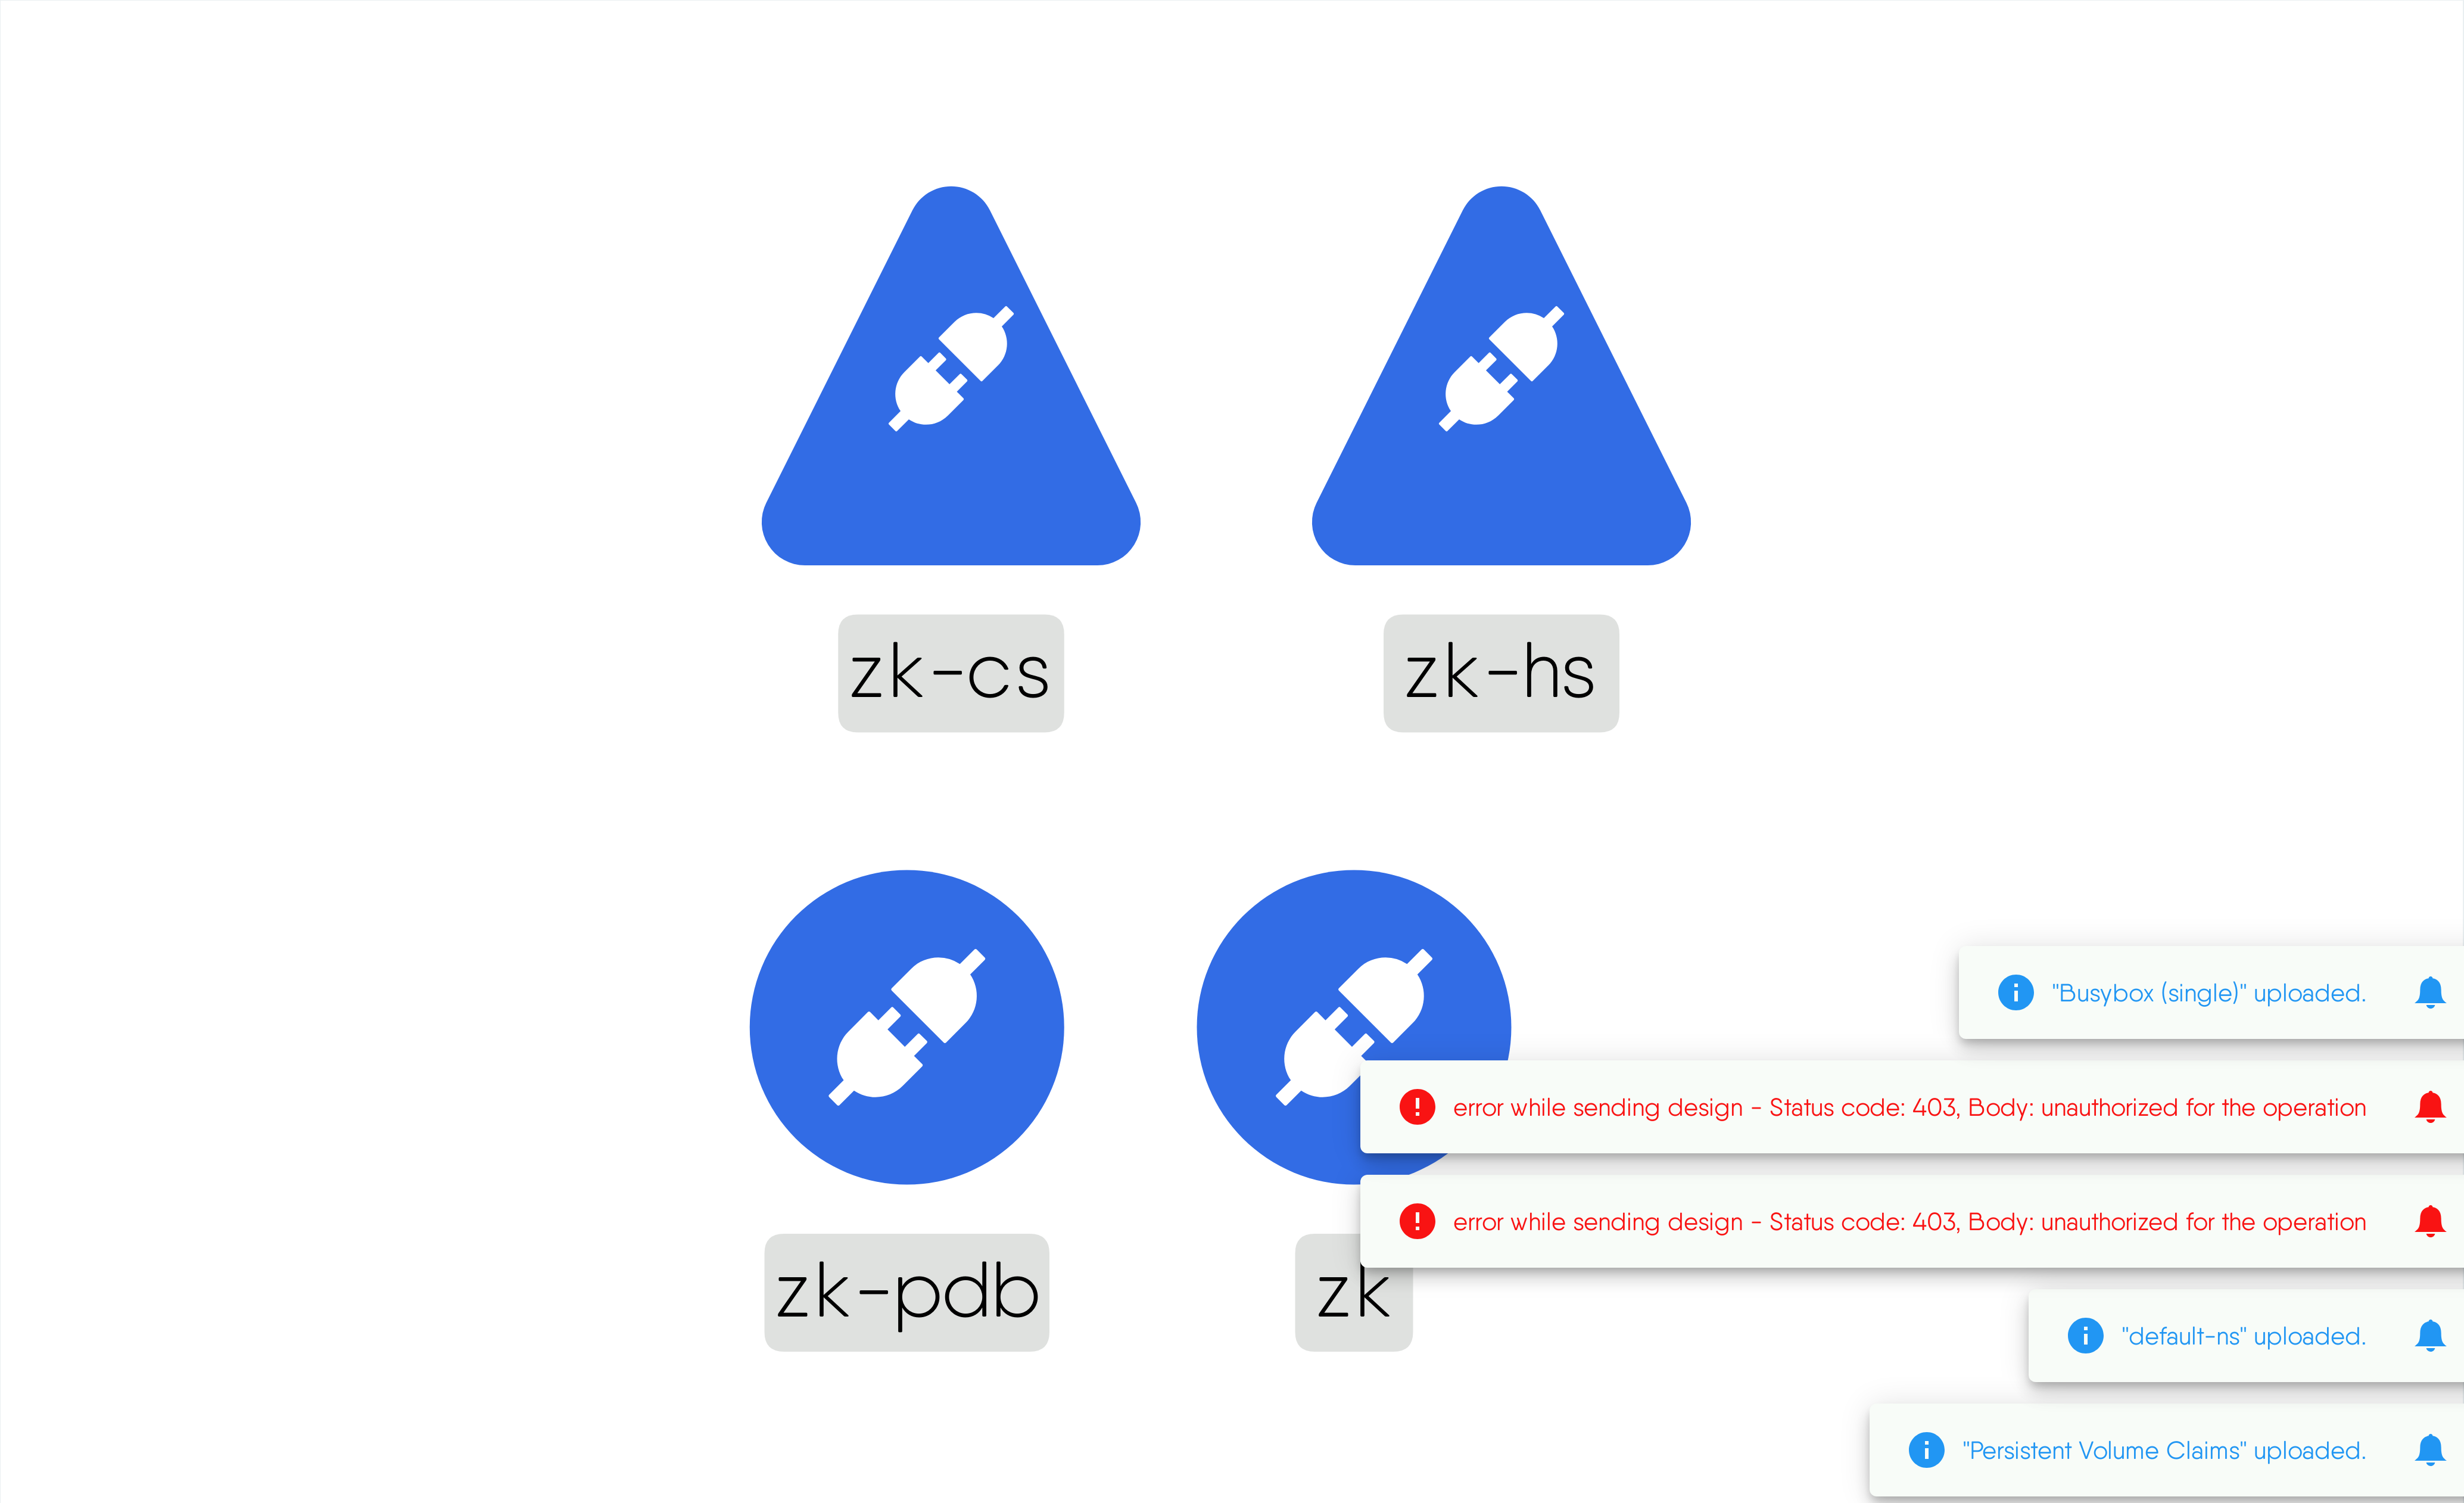 zk-cs
zk-hs
zk-pdb
zk
"Busybox (single)" uploaded.
error while sending design - Status code: 403, Body: unauthorized for the operation
error while sending design - Status code: 403, Body: unauthorized for the operation
"default-ns" uploaded.
"Persistent Volume Claims" uploaded.